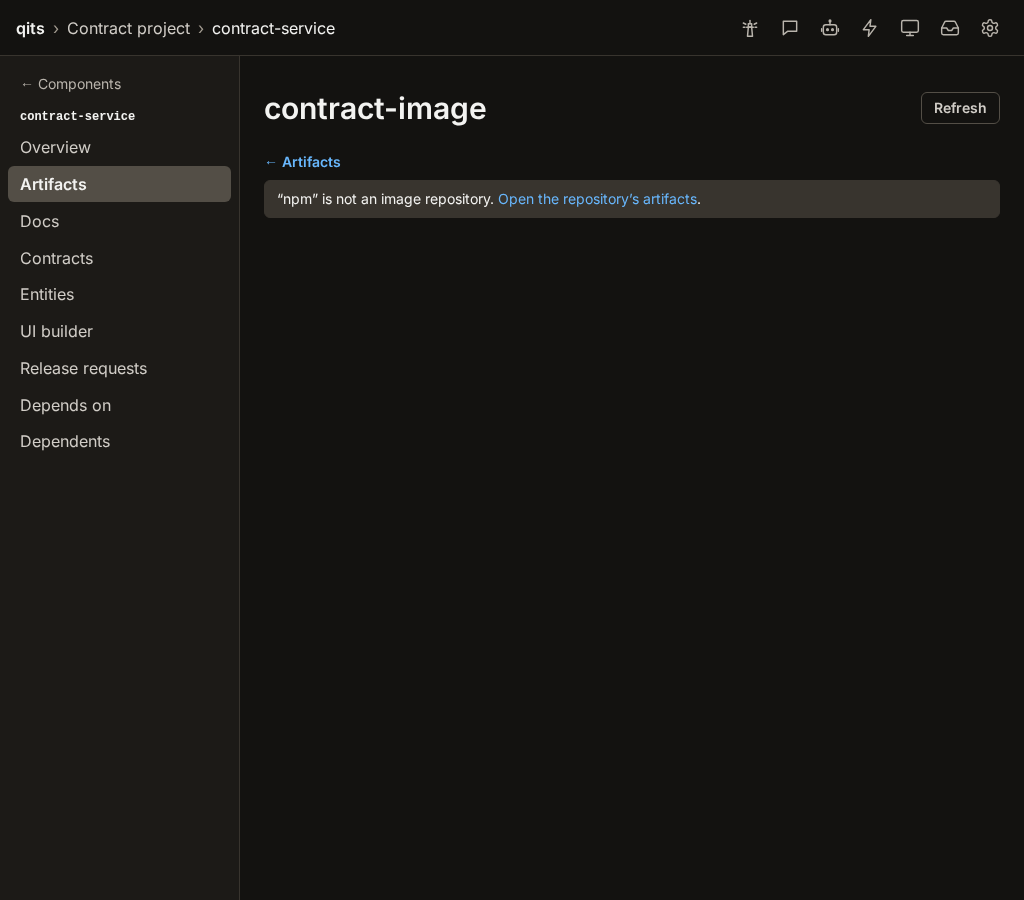 qits › Contract project › contract-service
← Components
contract-service
Overview
Artifacts
Docs
Contracts
Entities
UI builder
Release requests
Depends on
Dependents
contract-image
Refresh
← Artifacts
“npm” is not an image repository. Open the repository’s artifacts.